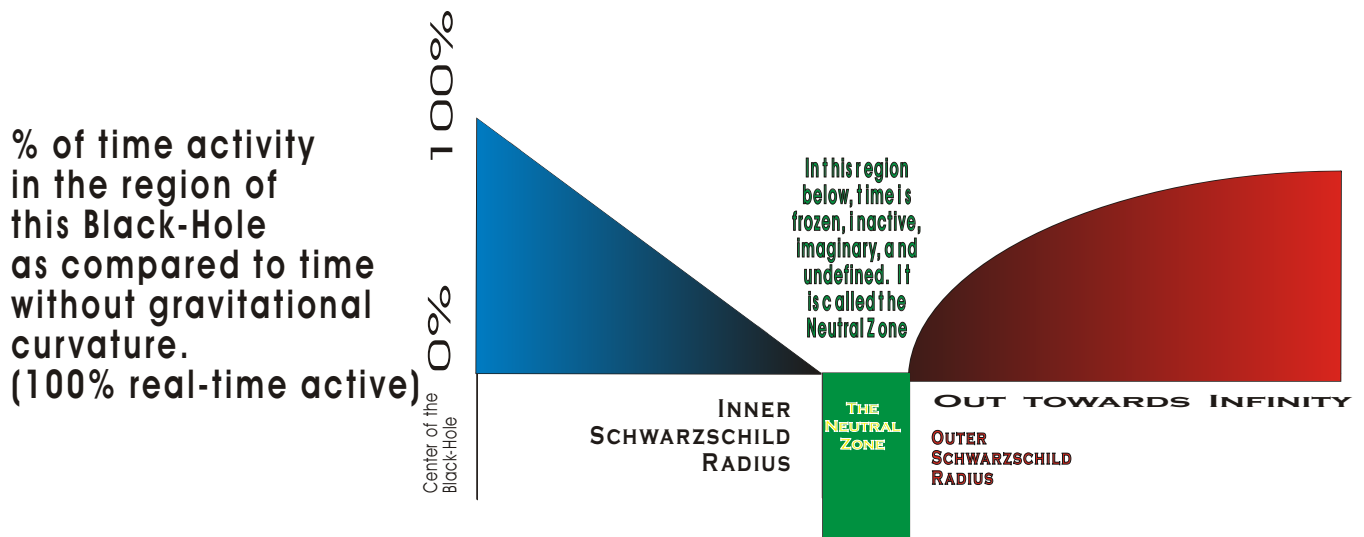 % of time activity
in the region of
this Black-Hole
as compared to time
without gravitational
curvature.
(100% real-time active)
100%
0%
Center of the
Black-Hole
In this region
below, time is
frozen, inactive,
imaginary, and
undefined. It
is called the
Neutral Zone
INNER
SCHWARZSCHILD
RADIUS
THE
NEUTRAL
ZONE
OUT TOWARDS INFINITY
OUTER
SCHWARZSCHILD
RADIUS